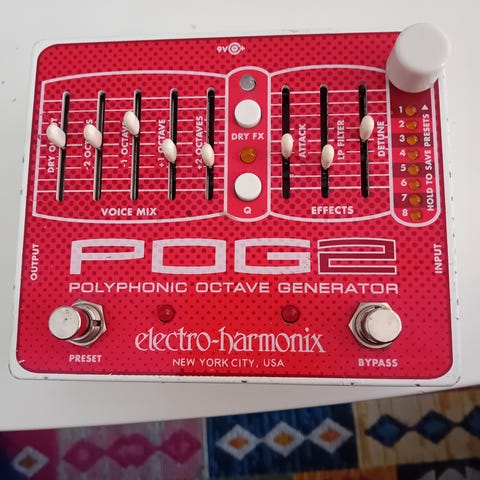 9V
DRY OUTPUT
-2 OCTAVES
-1 OCTAVE
+1 OCTAVE
+2 OCTAVES
DRY FX
Q
VOICE MIX
ATTACK
LP FILTER
DETUNE
EFFECTS
1
2
3
4
5
6
7
8
HOLD TO SAVE PRESETS
OUTPUT
INPUT
POG2
POLYPHONIC OCTAVE GENERATOR
electro-harmonix
NEW YORK CITY, USA
PRESET
BYPASS